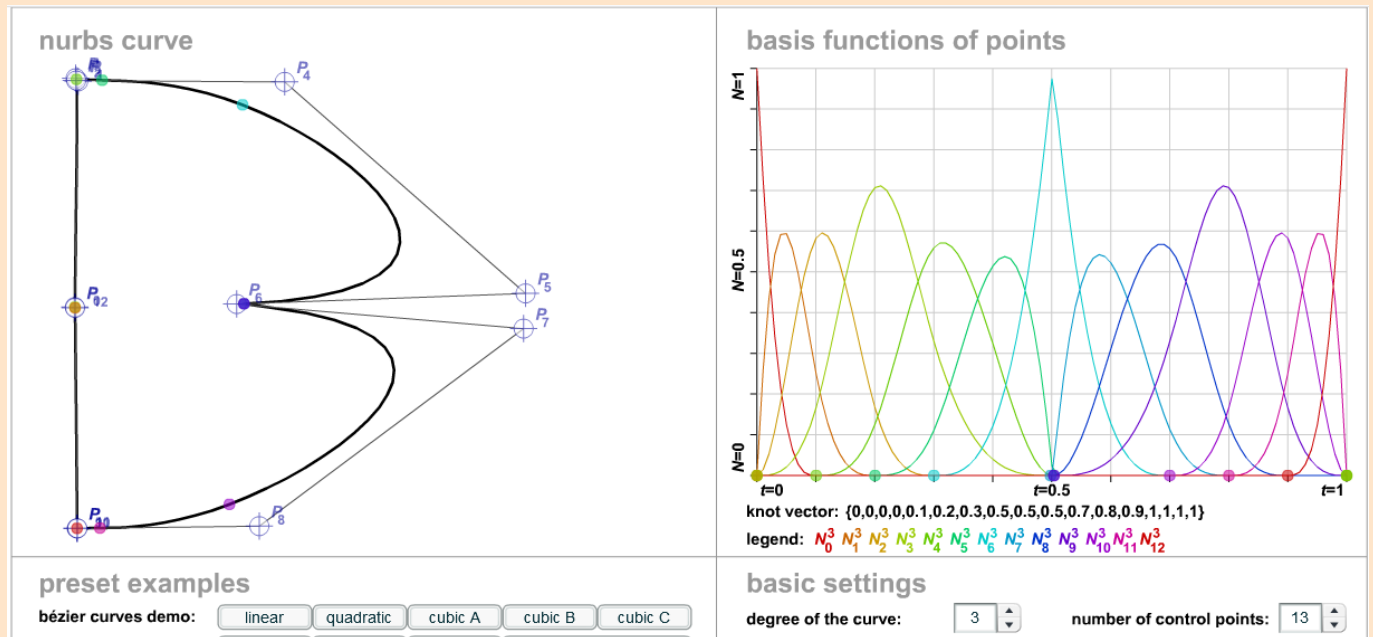 nurbs curve
P4
P5
P6
P7
P8
basis functions of points
N=1
N=0.5
N=0
t=0
t=0.5
t=1
knot vector: {0,0,0,0,0.1,0.2,0.3,0.5,0.5,0.5,0.7,0.8,0.9,1,1,1,1}
legend: N³₀ N³₁ N³₂ N³₃ N³₄ N³₅ N³₆ N³₇ N³₈ N³₉ N³₁₀ N³₁₁ N³₁₂
preset examples
bézier curves demo: linear quadratic cubic A cubic B cubic C
basic settings
degree of the curve: 3 number of control points: 13